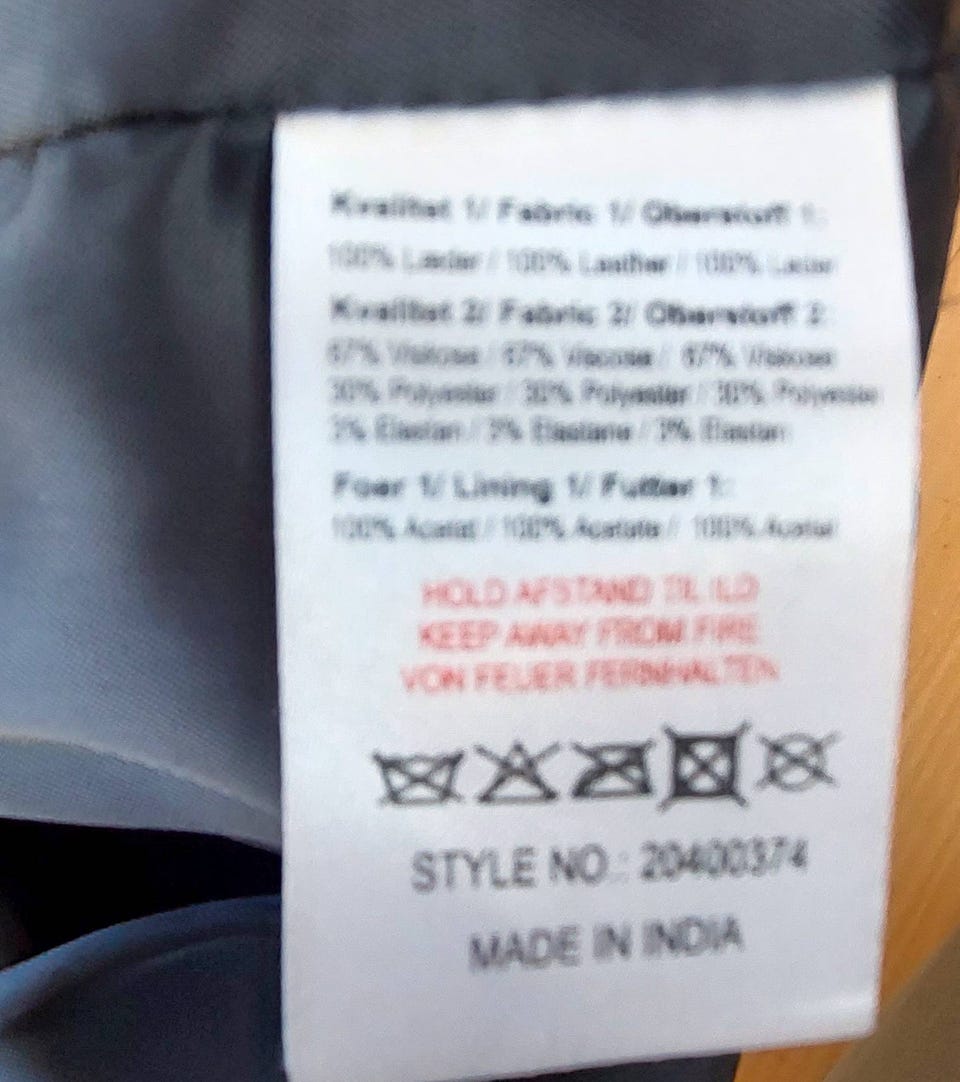 Kvalitet 1/ Fabric 1/ Oberstoff 1:
100% Læder / 100% Leather / 100% Leder
Kvalitet 2/ Fabric 2/ Oberstoff 2:
67% Viskose / 67% Viscose / 67% Viskose
30% Polyester / 30% Polyester / 30% Polyester
3% Elastan / 3% Elastane / 3% Elastan
Foer 1/ Lining 1/ Futter 1:
100% Acetat / 100% Acetate / 100% Acetat
HOLD AFSTAND TIL ILD
KEEP AWAY FROM FIRE
VON FEUER FERNHALTEN
STYLE NO.: 20400374
MADE IN INDIA